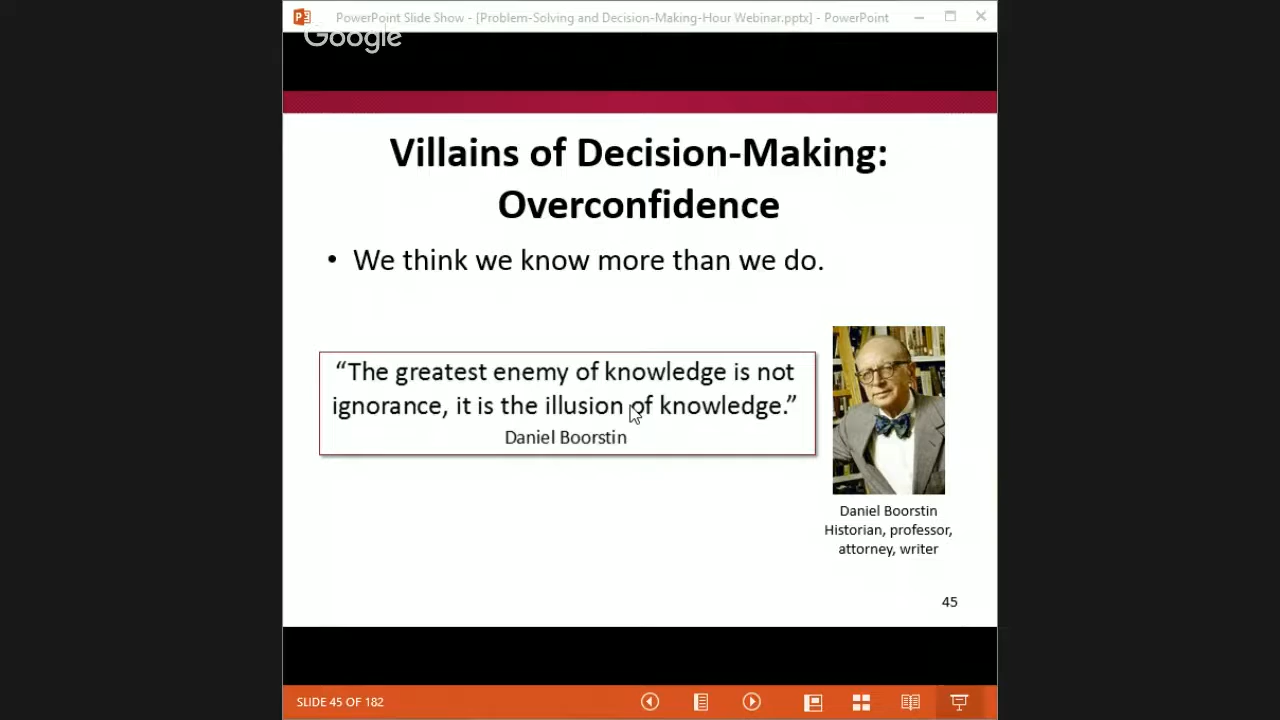 PowerPoint Slide Show - [Problem-Solving and Decision-Making-Hour Webinar.pptx] - PowerPoint
Google
Villains of Decision-Making:
Overconfidence
• We think we know more than we do.
“The greatest enemy of knowledge is not
ignorance, it is the illusion of knowledge.”
Daniel Boorstin
Daniel Boorstin
Historian, professor,
attorney, writer
45
SLIDE 45 OF 182